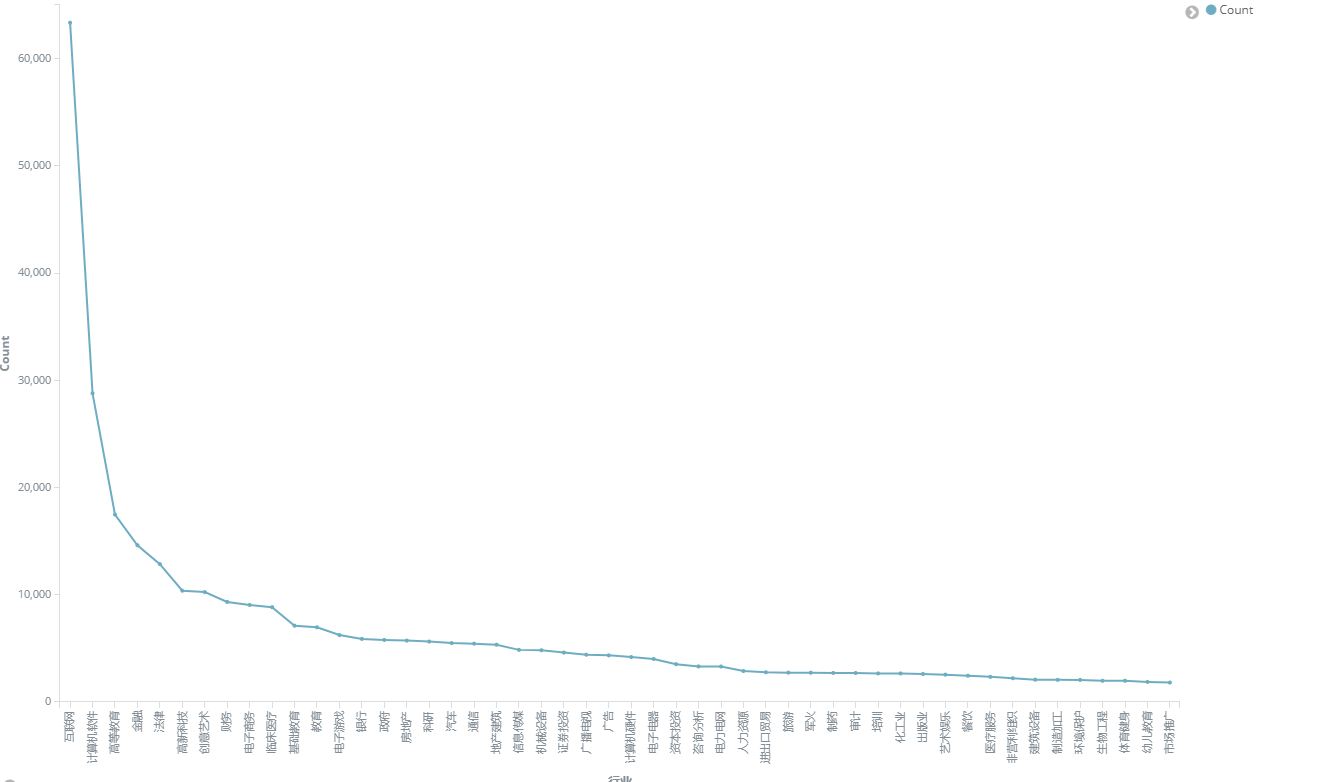 Count
60,000
50,000
40,000
30,000
20,000
10,000
0
Count
互联网
计算机软件
高等教育
金融
法律
高新科技
创意艺术
财务
电子商务
临床医疗
基础教育
教育
电子游戏
银行
政府
房地产
科研
汽车
通信
地产建筑
信息传媒
机械设备
证券投资
广播电视
广告
计算机硬件
电子电器
资本投资
咨询分析
电力电网
人力资源
进出口贸易
旅游
军火
制药
审计
培训
化工业
出版业
艺术娱乐
餐饮
医疗服务
非营利组织
建筑设备
制造加工
环境保护
生物工程
体育健身
幼儿教育
市场推广
行业